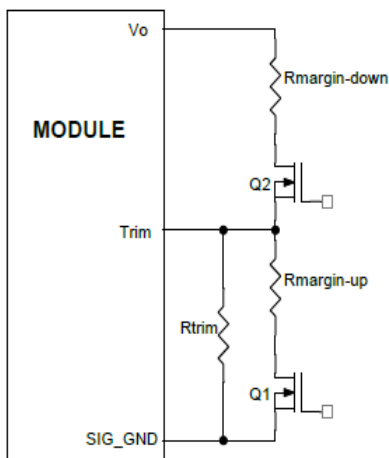 Vo
Rmargin-down
MODULE
Q2
Trim
Rmargin-up
Rtrim
Q1
SIG_GND